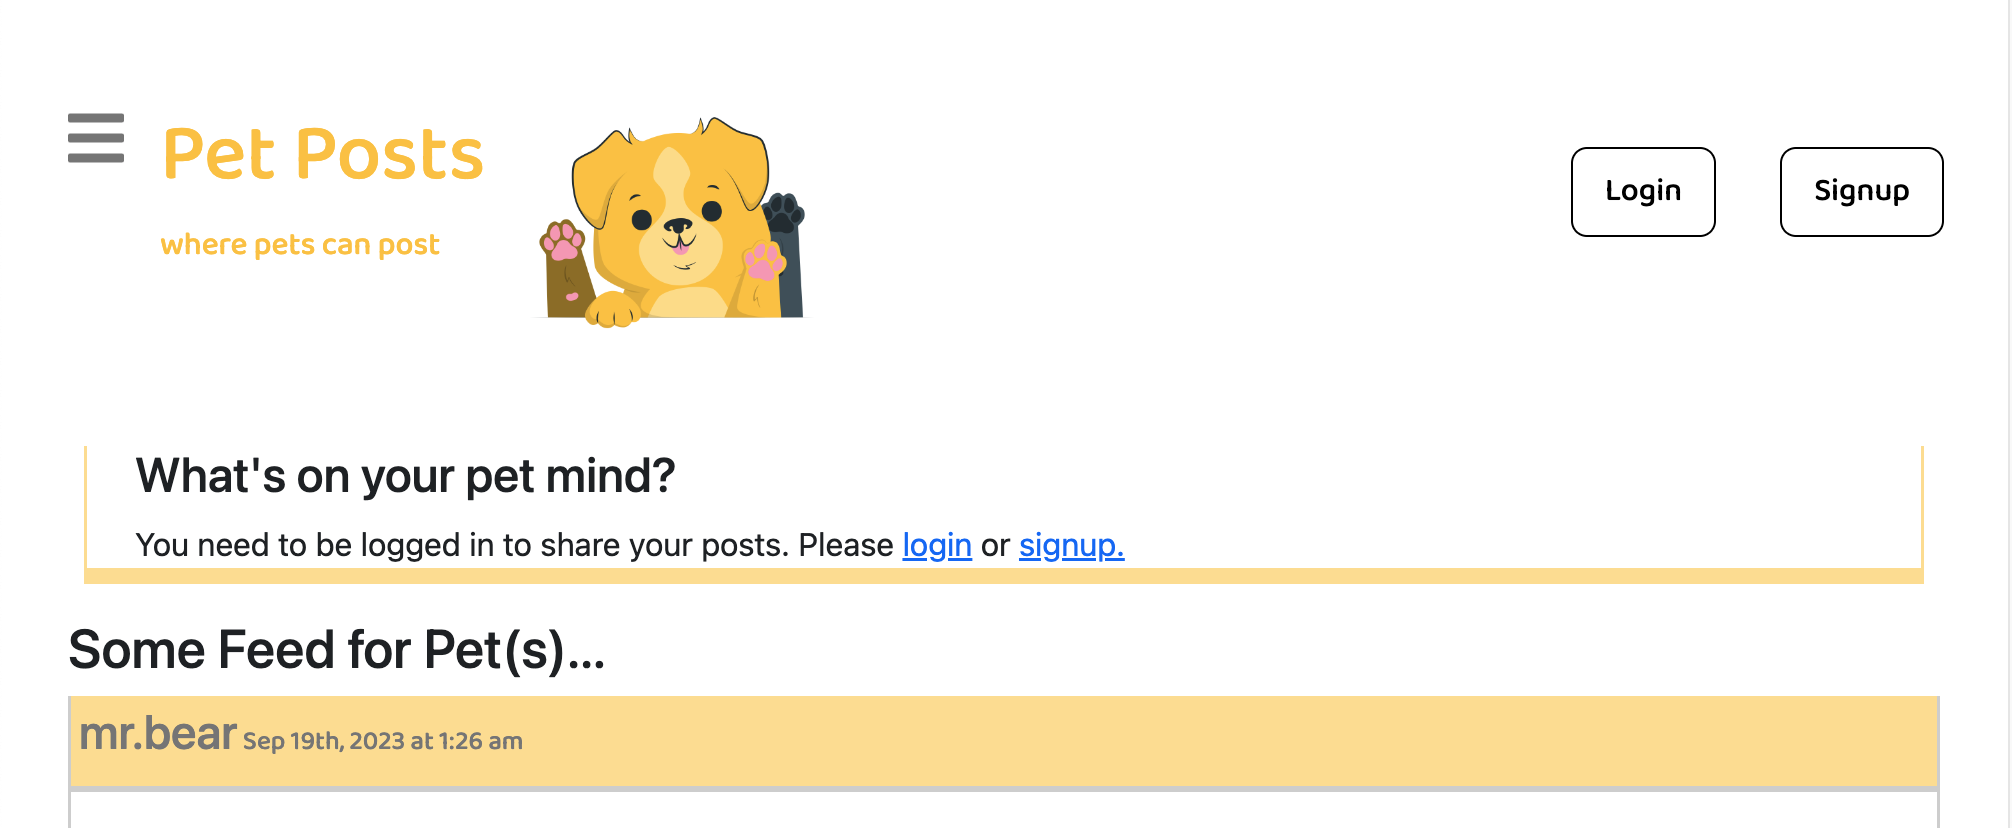 Pet Posts
where pets can post
Login
Signup
What's on your pet mind?
You need to be logged in to share your posts. Please login or signup.
Some Feed for Pet(s)...
mr.bear Sep 19th, 2023 at 1:26 am